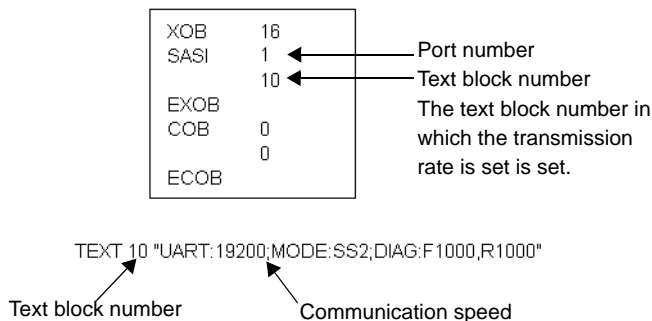 XOB 16
SASI 1
10
EXOB
COB 0
0
ECOB
Port number
Text block number
The text block number in
which the transmission
rate is set is set.
TEXT 10 "UART:19200;MODE:SS2;DIAG:F1000,R1000"
Text block number
Communication speed